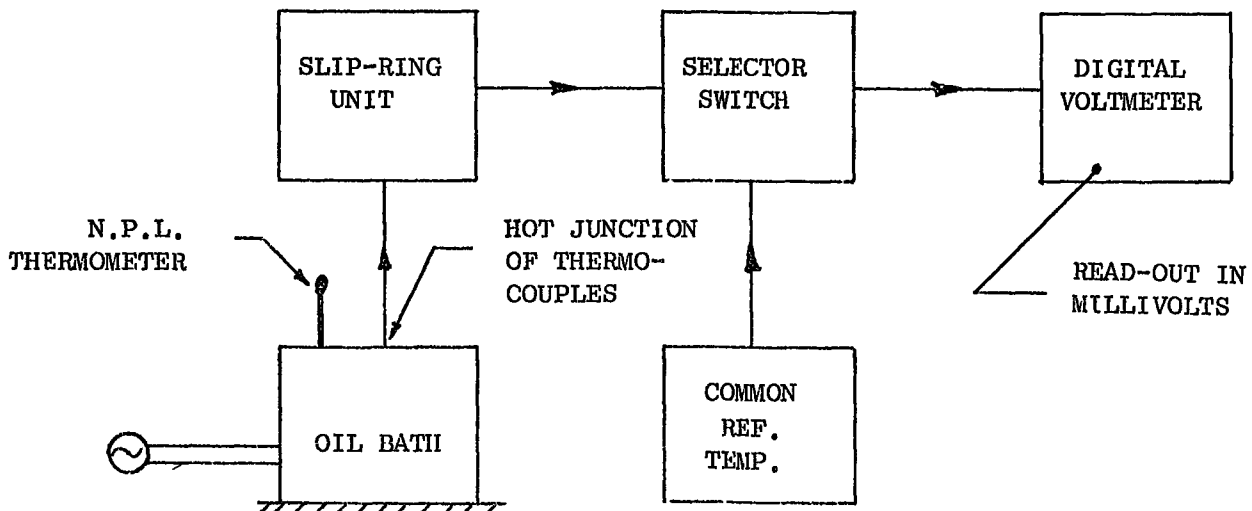 SLIP-RING
UNIT
SELECTOR
SWITCH
DIGITAL
VOLTMETER
N.P.L.
THERMOMETER
HOT JUNCTION
OF THERMO-
COUPLES
READ-OUT IN
MILLIVOLTS
OIL BATH
COMMON
REF.
TEMP.